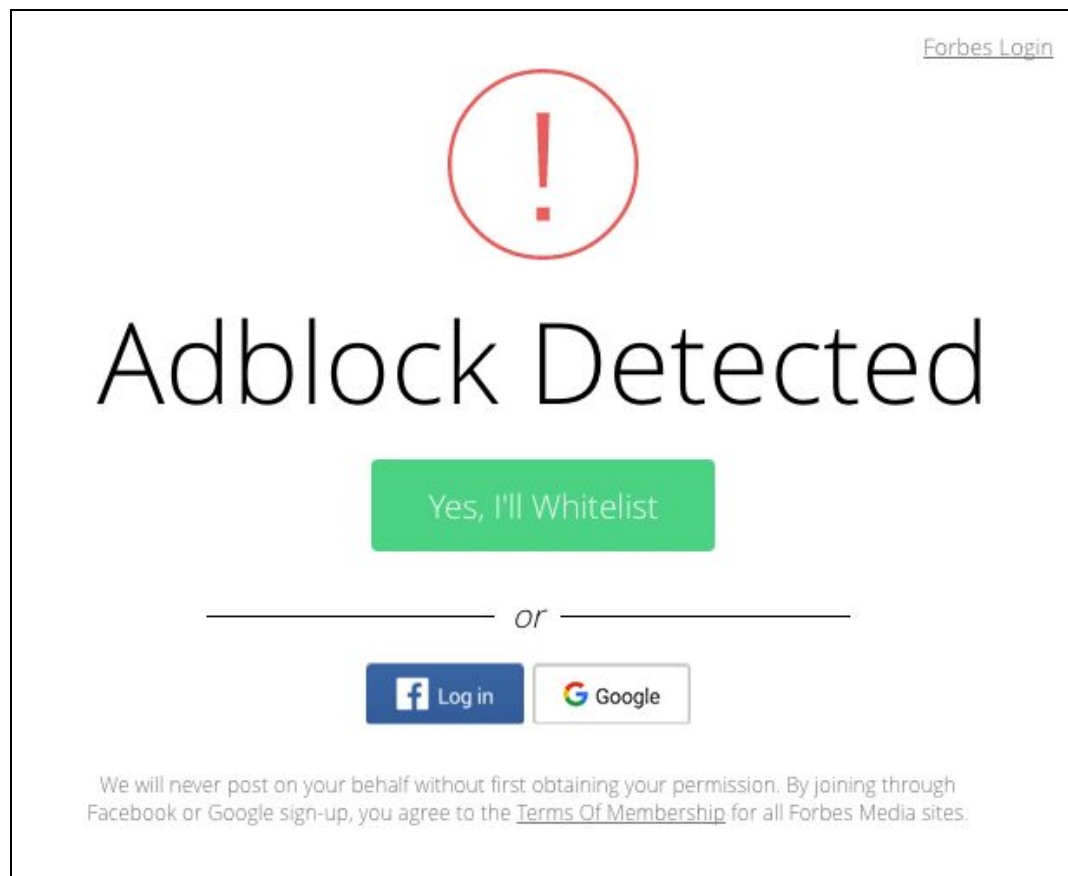 Forbes Login
!
Adblock Detected
Yes, I'll Whitelist
or
Log in
Google
We will never post on your behalf without first obtaining your permission. By joining through
Facebook or Google sign-up, you agree to the Terms Of Membership for all Forbes Media sites.